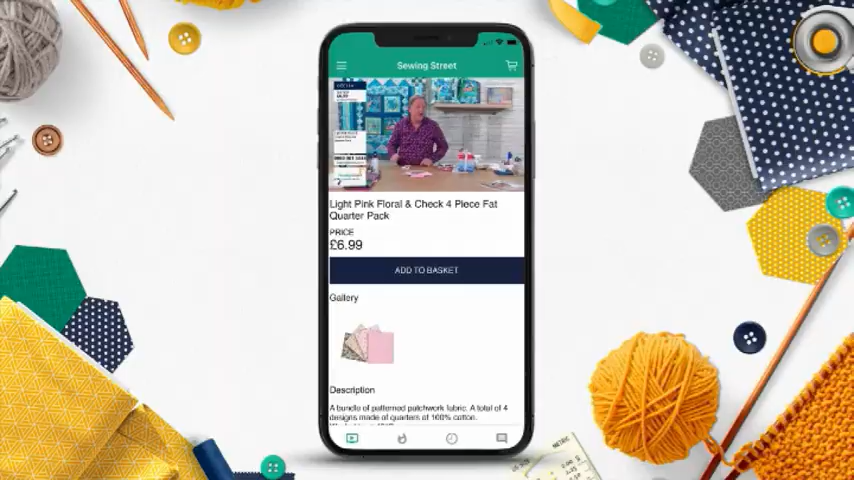 Sewing Street
Light Pink Floral & Check 4 Piece Fat
Quarter Pack
PRICE
£6.99
ADD TO BASKET
Gallery
Description
A bundle of patterned patchwork fabric. A total of 4
designs made of quarters of 100% cotton.
METRIC